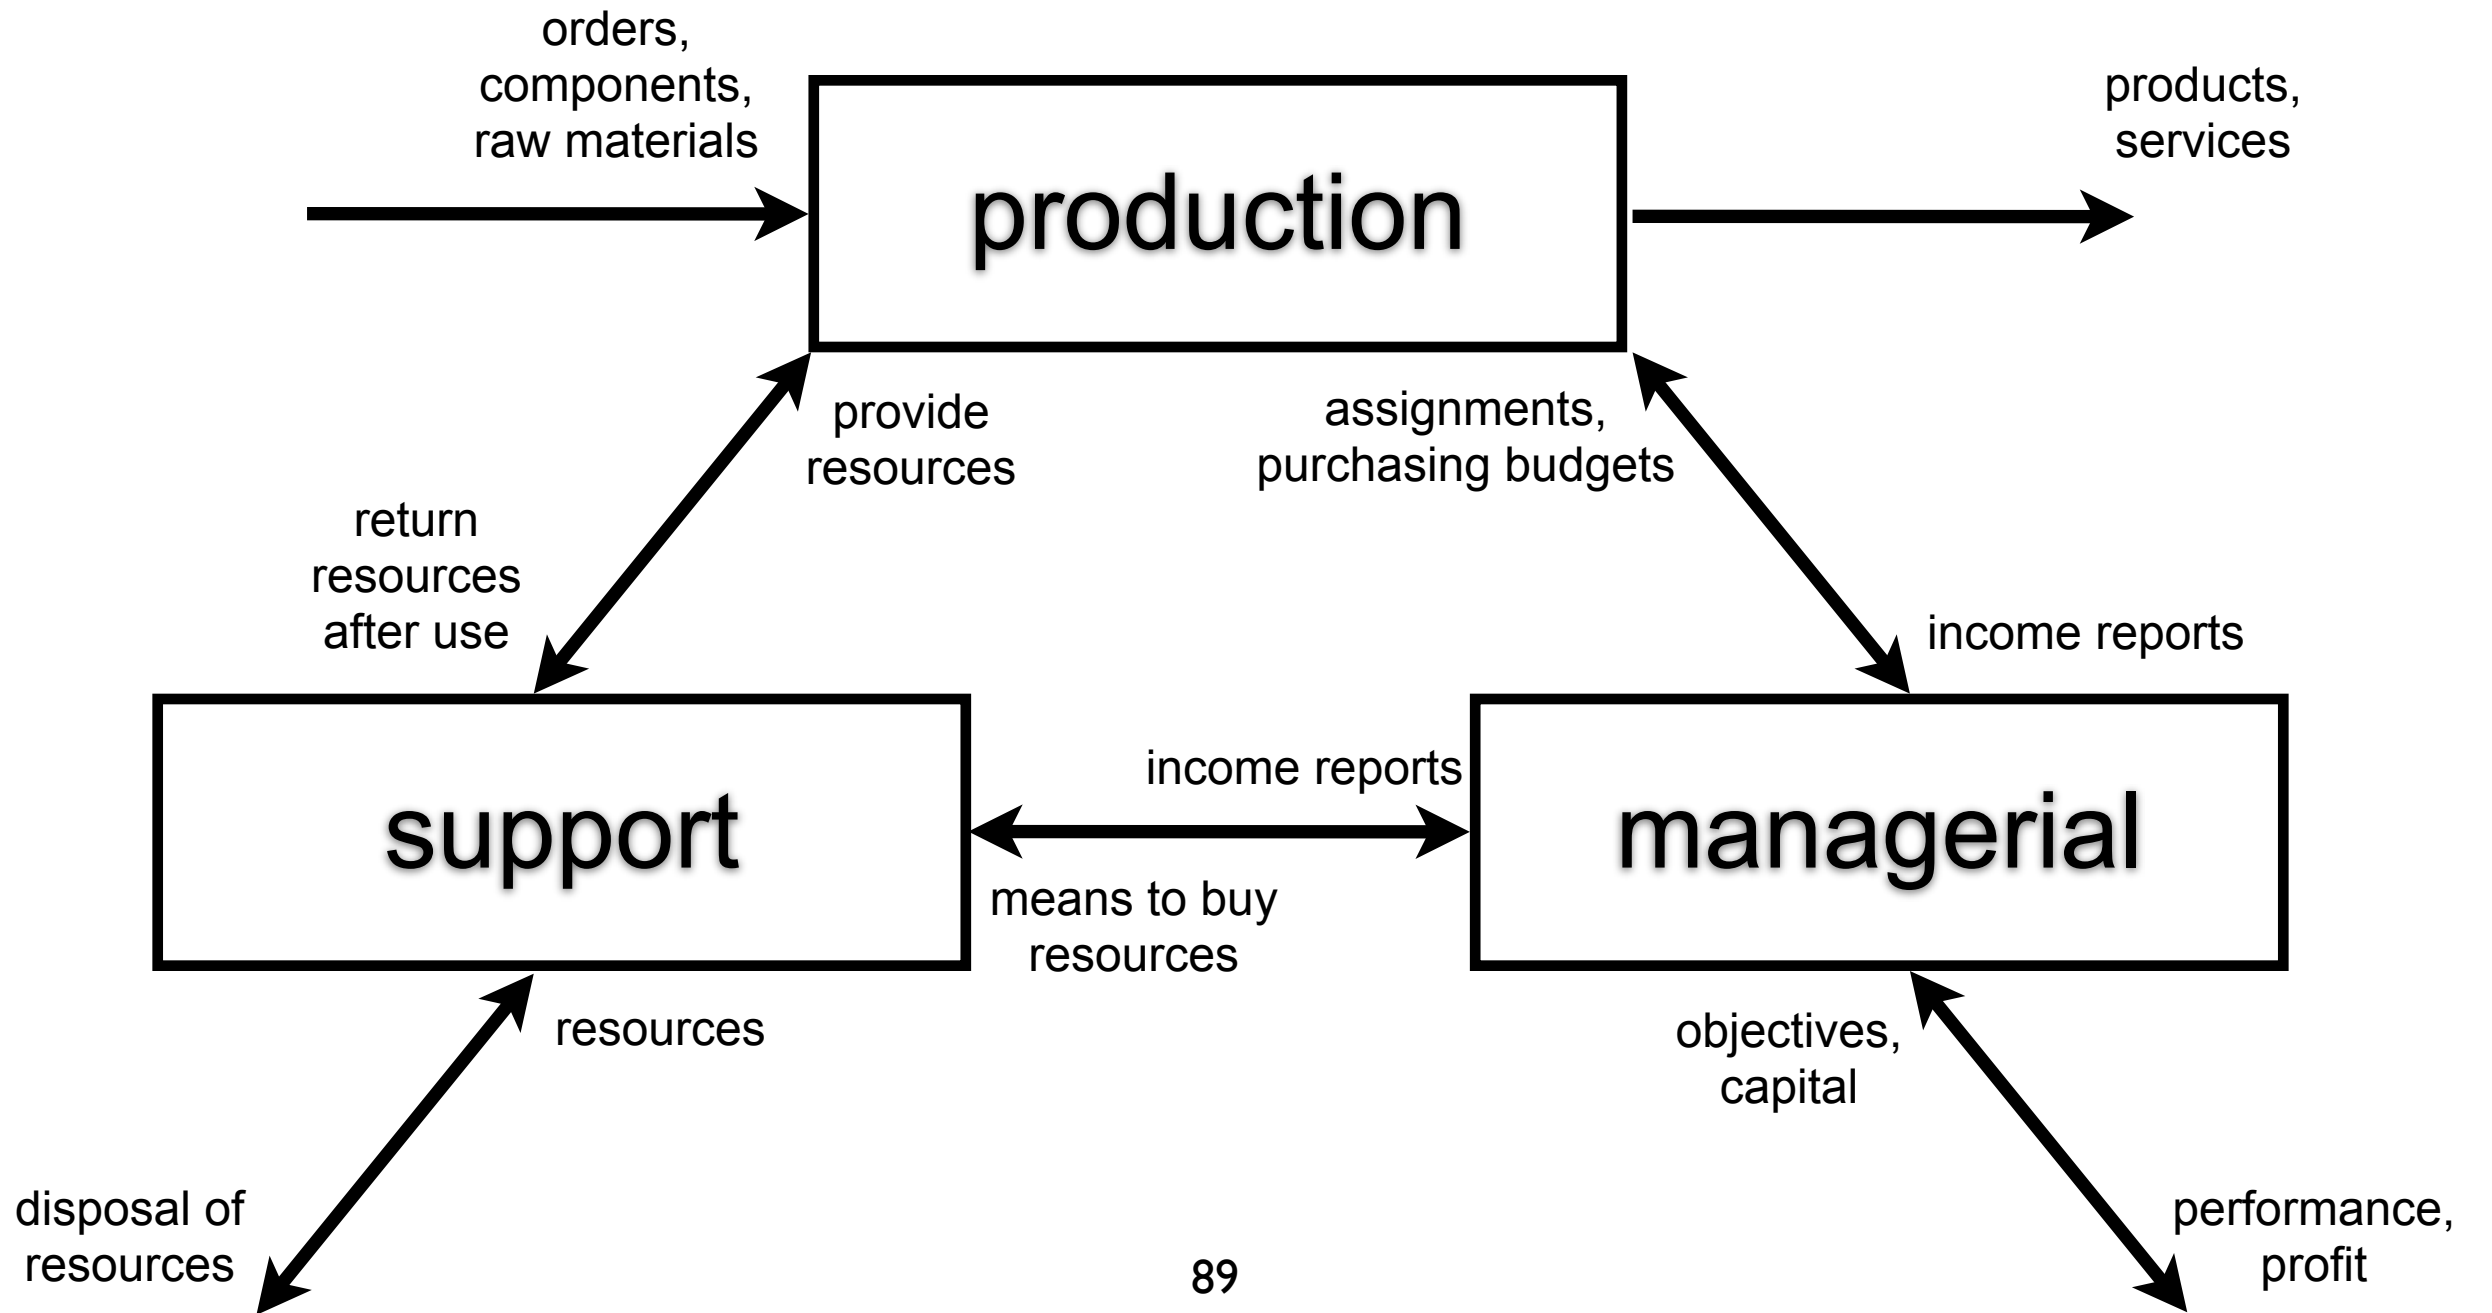 orders,
components,
raw materials
products,
services
production
provide
resources
assignments,
purchasing budgets
return
resources
after use
income reports
income reports
support
managerial
means to buy
resources
resources
objectives,
capital
disposal of
resources
performance,
profit
89